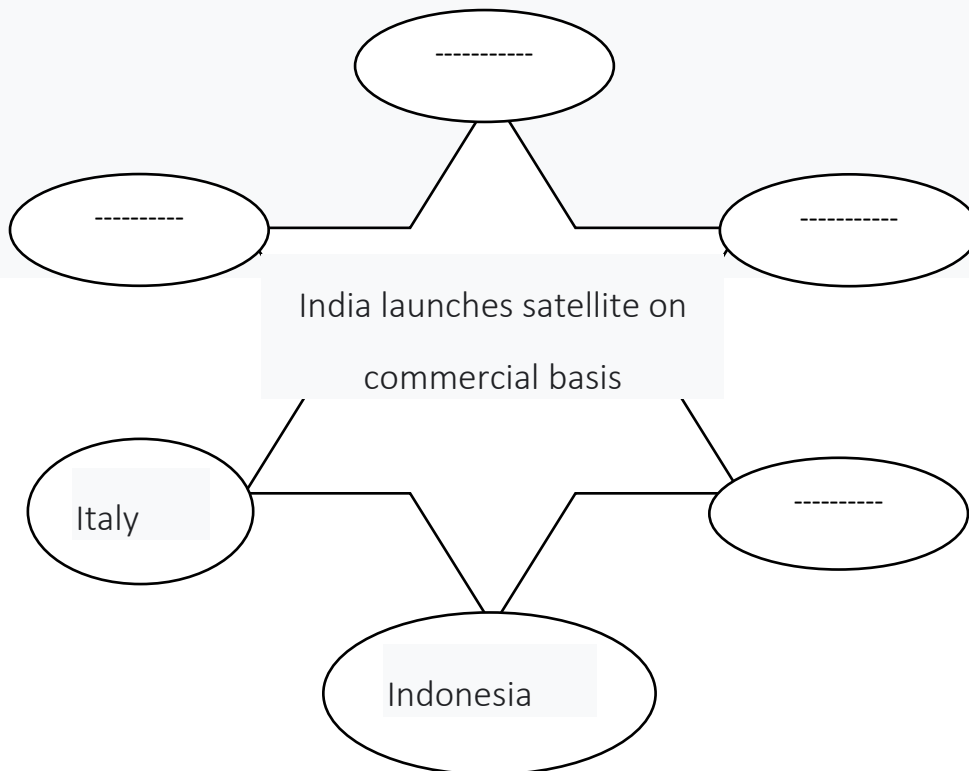 -----------
----------
------------
India launches satellite on
commercial basis
Italy
----------
Indonesia